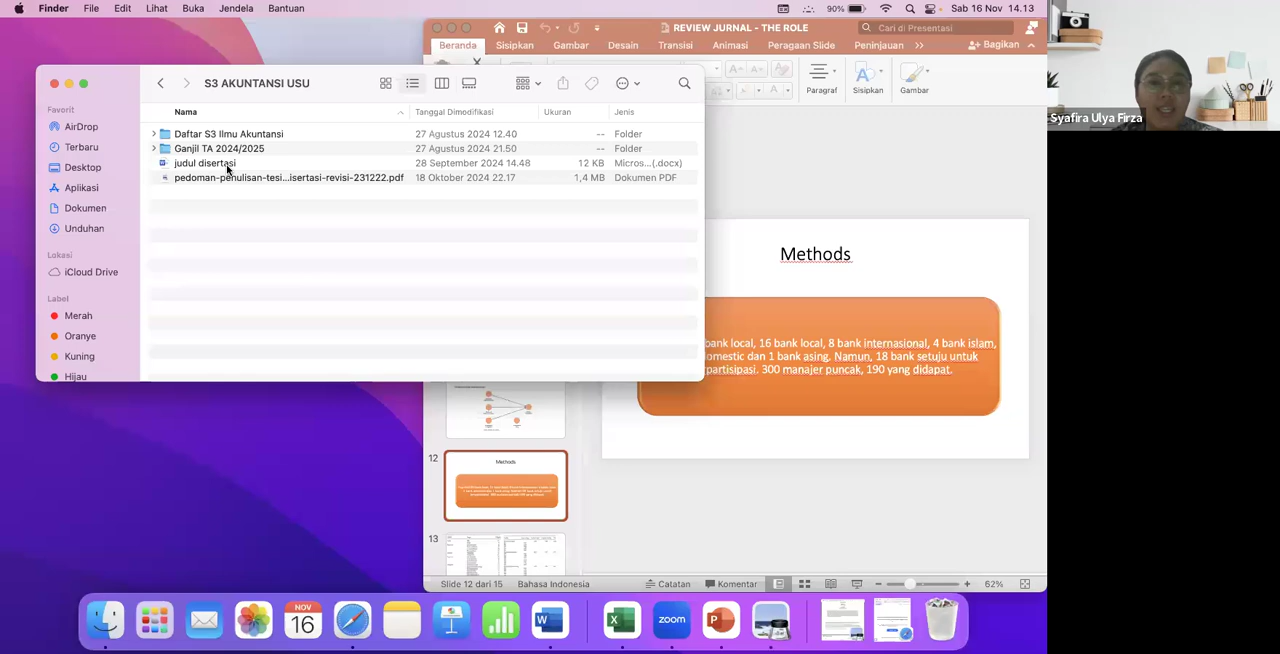 Finder File Edit Lihat Buka Jendela Bantuan 90% Sab 16 Nov 14.13
REVIEW JURNAL - THE ROLE
Cari di Presentasi
Beranda Sisipkan Gambar Desain Transisi Animasi Peragaan Slide Peninjauan Bagikan
Paragraf Sisipkan Gambar
S3 AKUNTANSI USU
Nama Tanggal Dimodifikasi Ukuran Jenis
Daftar S3 Ilmu Akuntansi 27 Agustus 2024 12.40 -- Folder
Ganjil TA 2024/2025 27 Agustus 2024 21.50 -- Folder
judul disertasi 28 September 2024 14.48 12 KB Micros...(.docx)
pedoman-penulisan-tesi...isertasi-revisi-231222.pdf 18 Oktober 2024 22.17 1,4 MB Dokumen PDF
Favorit
AirDrop
Terbaru
Desktop
Aplikasi
Dokumen
Unduhan
Lokasi
iCloud Drive
Label
Merah
Oranye
Kuning
Hijau
Methods
bank local, 16 bank local, 8 bank internasional, 4 bank islam,
domestic dan 1 bank asing. Namun, 18 bank setuju untuk
partisipasi. 300 manajer puncak, 190 yang didapat.
12
Methods
13
Slide 12 dari 15 Bahasa Indonesia Catatan Komentar 62%
NOV
16
zoom
Syafira Ulya Firza